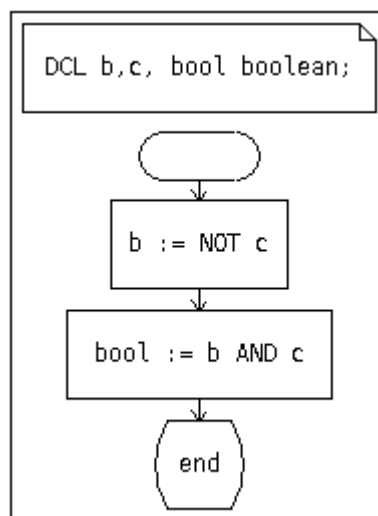 DCL b,c, bool boolean;
b := NOT c
bool := b AND c
end